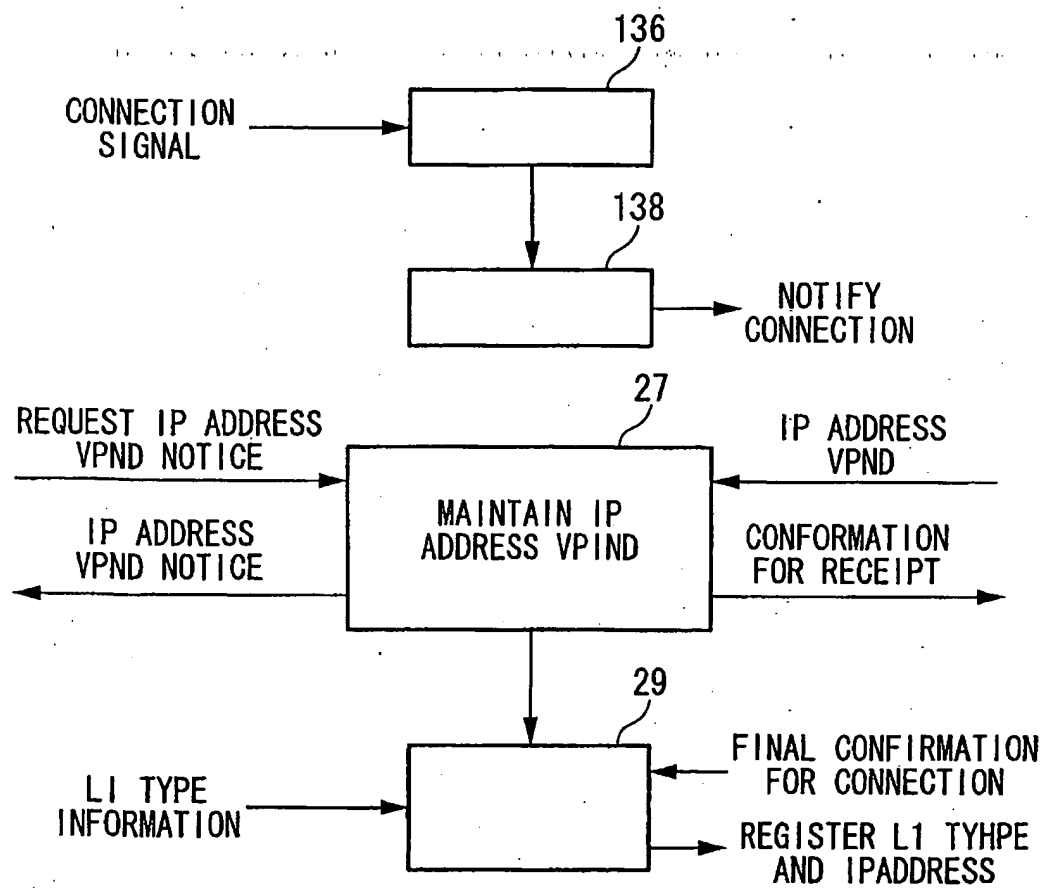 136
CONNECTION
SIGNAL
138
NOTIFY
CONNECTION
27
REQUEST IP ADDRESS
VPND NOTICE
IP ADDRESS
VPND
MAINTAIN IP
ADDRESS VPIND
IP ADDRESS
VPND NOTICE
CONFORMATION
FOR RECEIPT
29
FINAL CONFIRMATION
FOR CONNECTION
L1 TYPE
INFORMATION
REGISTER L1 TYHPE
AND IPADDRESS